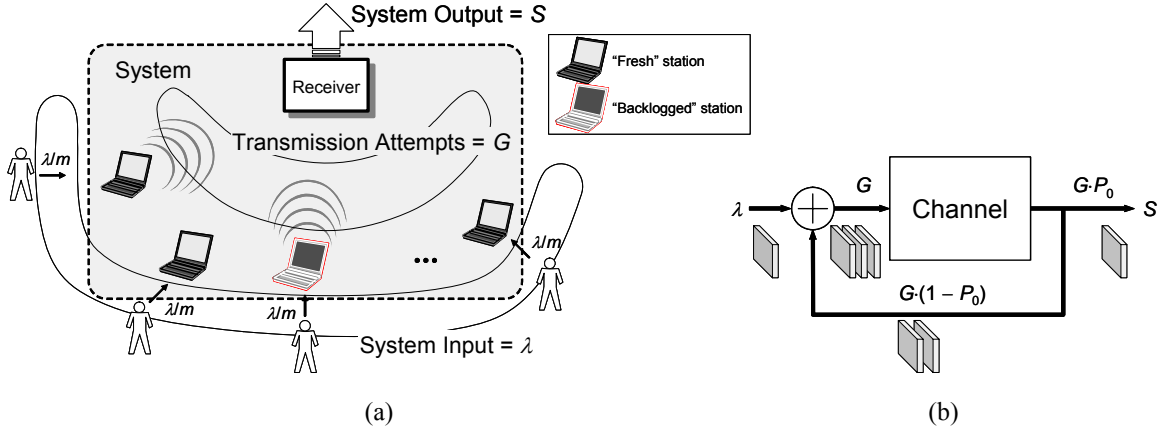 System Output = S
System
Receiver
"Fresh" station
"Backlogged" station
Transmission Attempts = G
λ/m
λ/m
λ/m
λ/m
...
System Input = λ
(a)
λ
G
Channel
G·P₀
S
G·(1 – P₀)
(b)